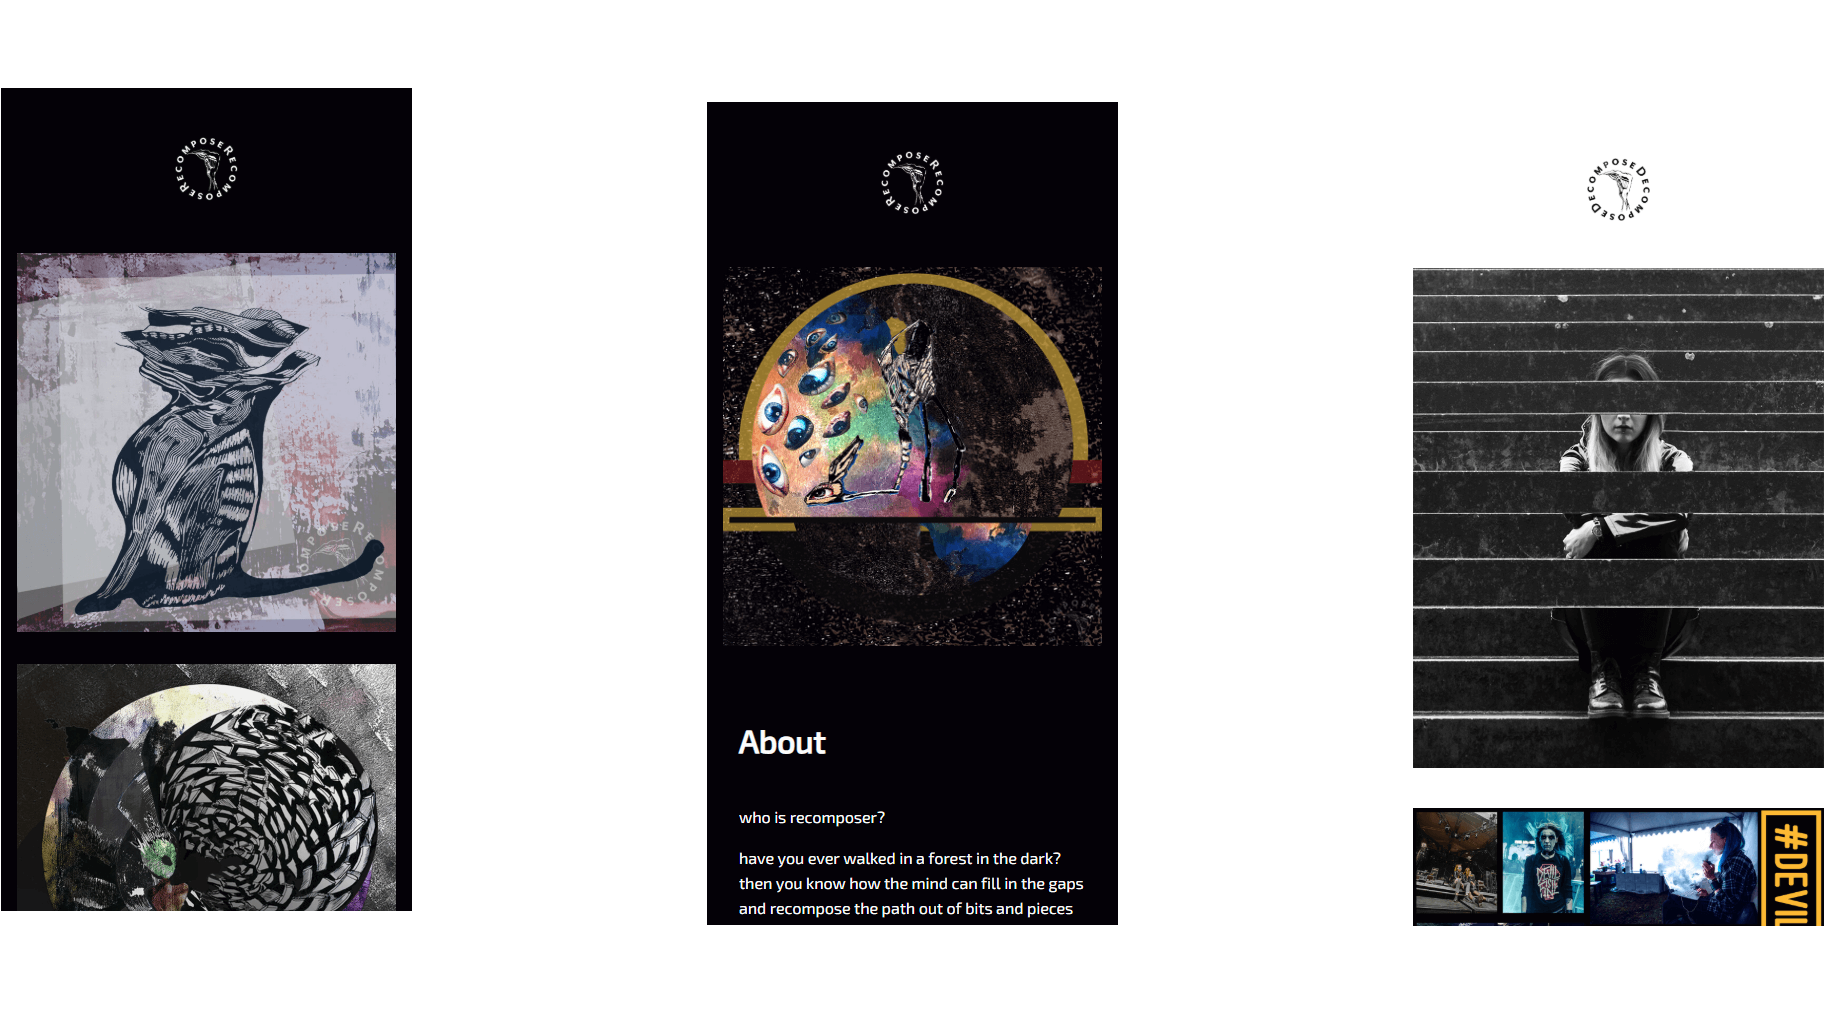 RecomposeRecompose
RecomposeRecompose
About
who is recomposer?
have you ever walked in a forest in the dark?
then you know how the mind can fill in the gaps
and recompose the path out of bits and pieces
DecomposeDecompose
#DEVIL